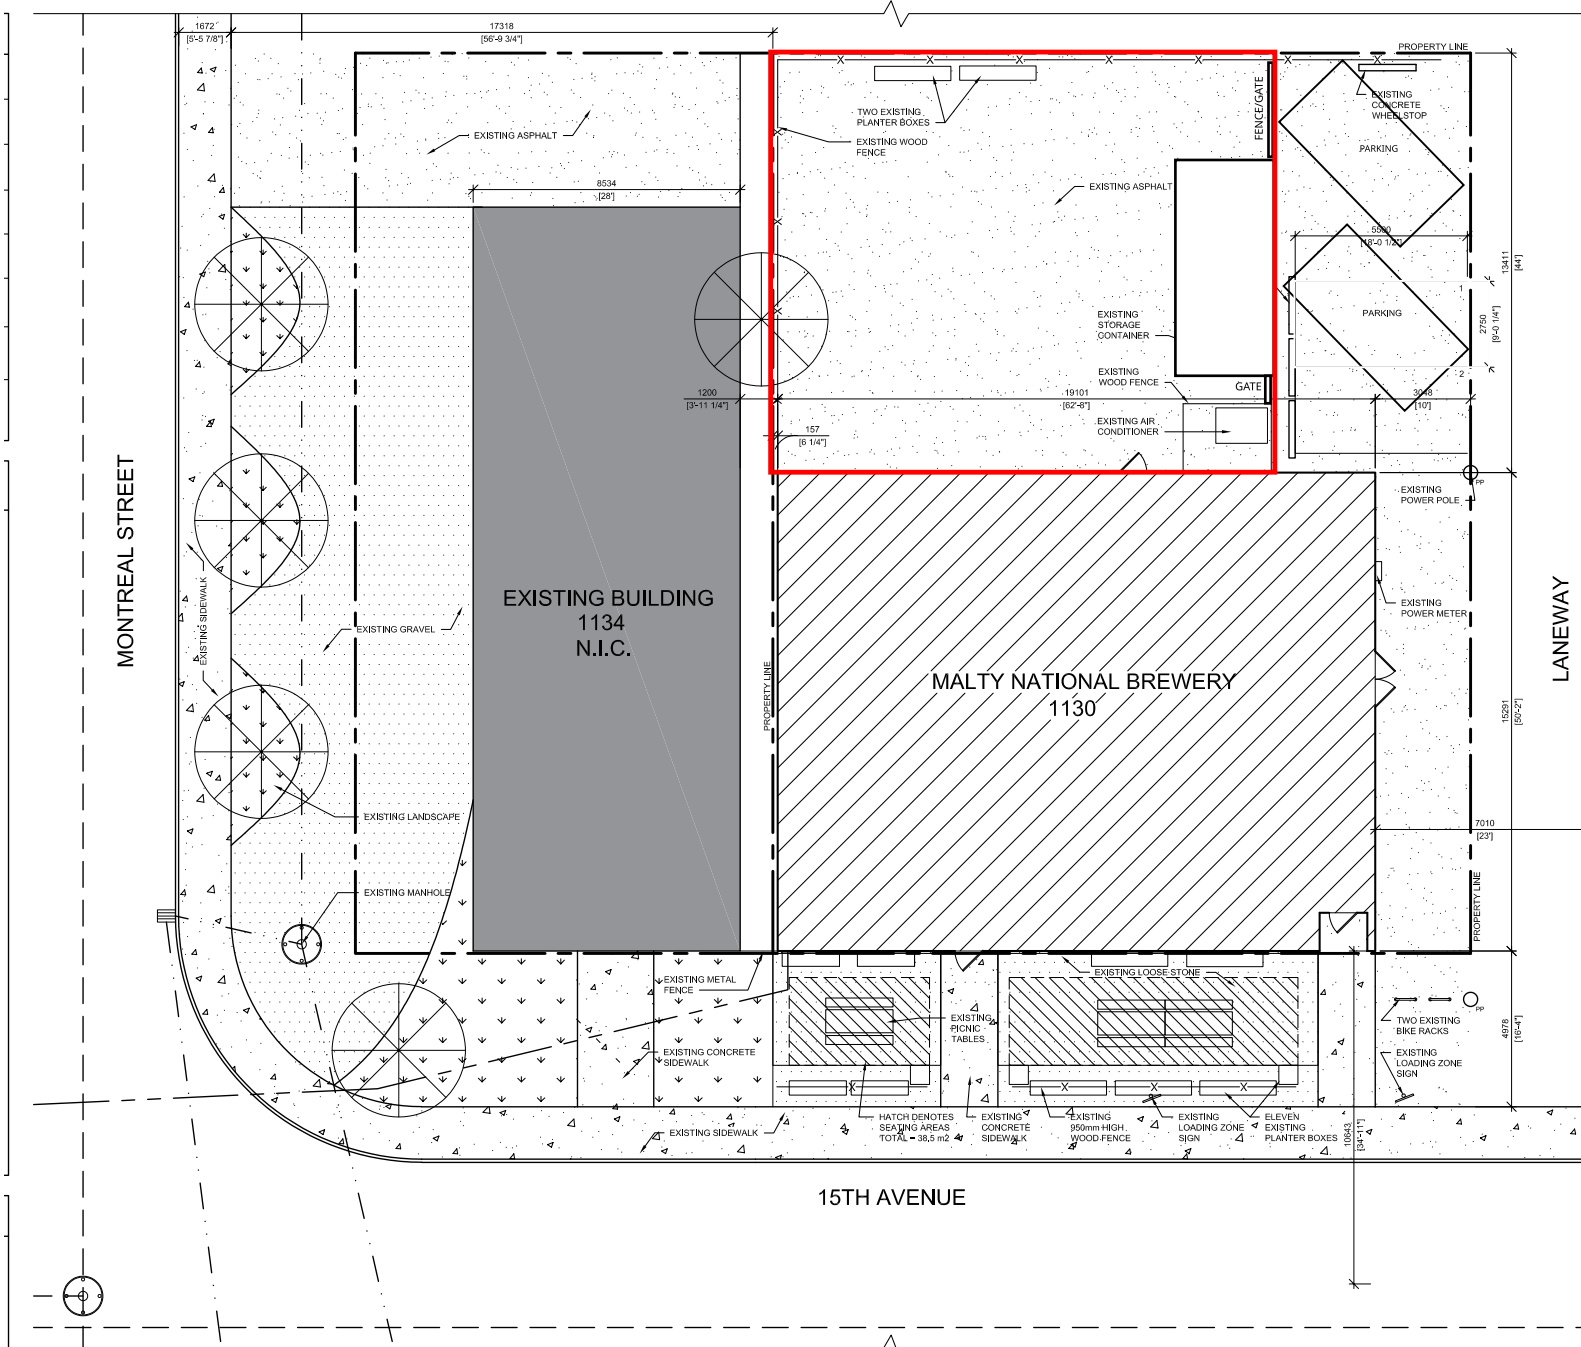 1672
[5'-5 7/8"]
17318
[56'-9 3/4"]
PROPERTY LINE
EXISTING
CONCRETE
WHEELSTOP
TWO EXISTING
PLANTER BOXES
FENCE/GATE
EXISTING ASPHALT
EXISTING WOOD
FENCE
PARKING
8534
[28']
EXISTING ASPHALT
5500
[18'-0 1/2"]
13411
[44']
1
EXISTING
STORAGE
CONTAINER
PARKING
2750
[9'-0 1/4"]
2
EXISTING
WOOD FENCE
GATE
1200
[3'-11 1/4"]
19101
[62'-8"]
3048
[10']
157
[6 1/4"]
EXISTING AIR
CONDITIONER
MONTREAL STREET
EXISTING
POWER POLE
PP
EXISTING SIDEWALK
EXISTING BUILDING
1134
N.I.C.
EXISTING GRAVEL
EXISTING
POWER METER
LANEWAY
PROPERTY LINE
MALTY NATIONAL BREWERY
1130
15291
[50'-2"]
EXISTING LANDSCAPE
7010
[23']
EXISTING MANHOLE
PROPERTY LINE
EXISTING METAL
FENCE
EXISTING LOOSE STONE
EXISTING
PICNIC
TABLES
PP
TWO EXISTING
BIKE RACKS
4978
[16'-4"]
EXISTING CONCRETE
SIDEWALK
EXISTING
LOADING ZONE
SIGN
EXISTING SIDEWALK
HATCH DENOTES
SEATING AREAS
TOTAL = 38,5 m2
EXISTING
CONCRETE
SIDEWALK
EXISTING
950mm HIGH
WOOD FENCE
EXISTING
LOADING ZONE
SIGN
ELEVEN
EXISTING
PLANTER BOXES
10643
[34'-11"]
15TH AVENUE